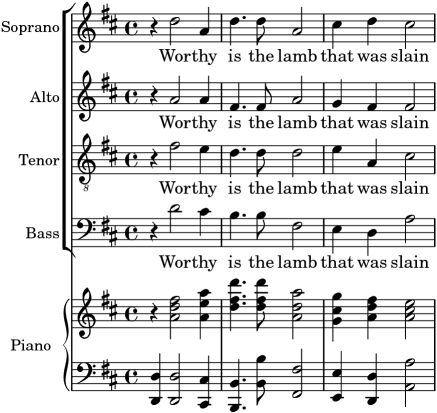 Soprano
Worthy is the lamb that was slain
Alto
Worthy is the lamb that was slain
Tenor
8
Worthy is the lamb that was slain
Bass
Worthy is the lamb that was slain
Piano